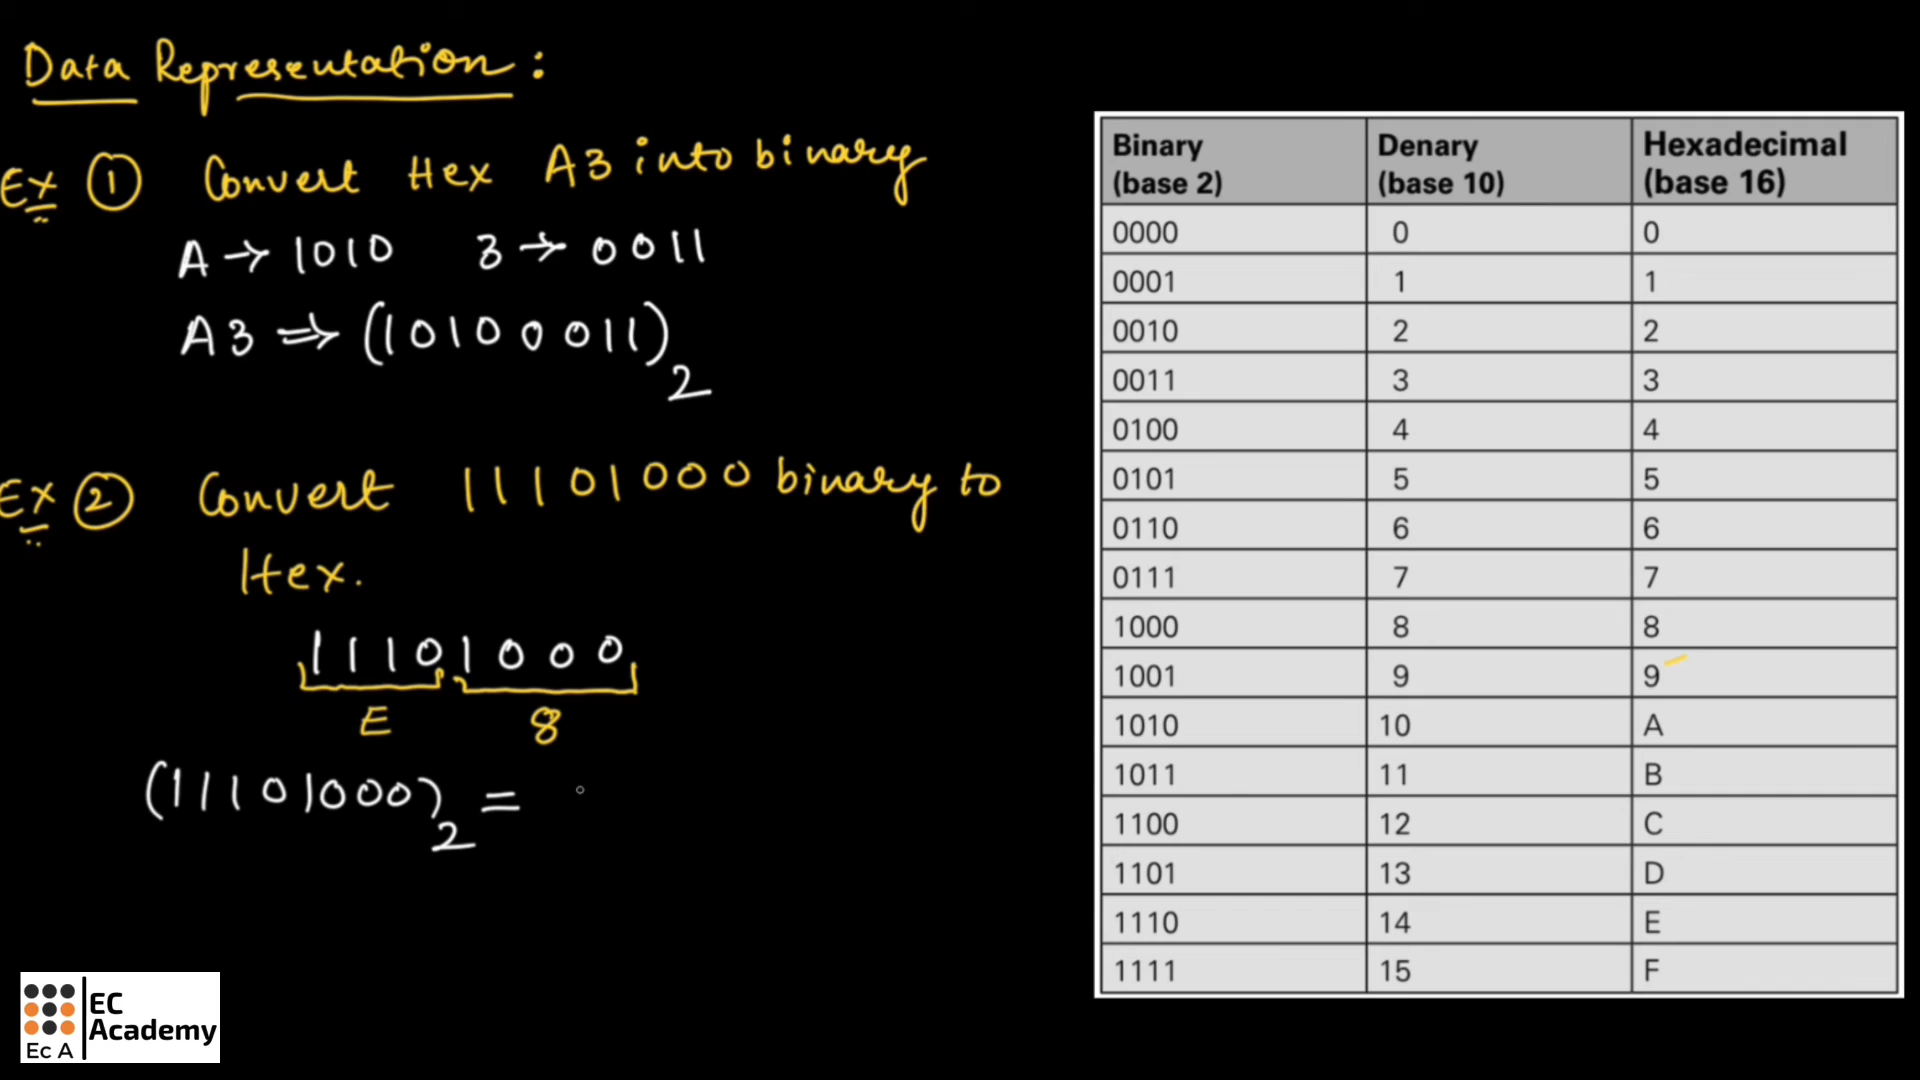 Data Representation :
Ex ① Convert Hex A3 into binary
A → 1010 3 → 0011
A3 ⇒ (10100011)2
Ex ② Convert 11101000 binary to
Hex.
11101000
E 8
(11101000)2 =
Binary (base 2) Denary (base 10) Hexadecimal (base 16)
0000 0 0
0001 1 1
0010 2 2
0011 3 3
0100 4 4
0101 5 5
0110 6 6
0111 7 7
1000 8 8
1001 9 9
1010 10 A
1011 11 B
1100 12 C
1101 13 D
1110 14 E
1111 15 F
EC
Academy
Ec A